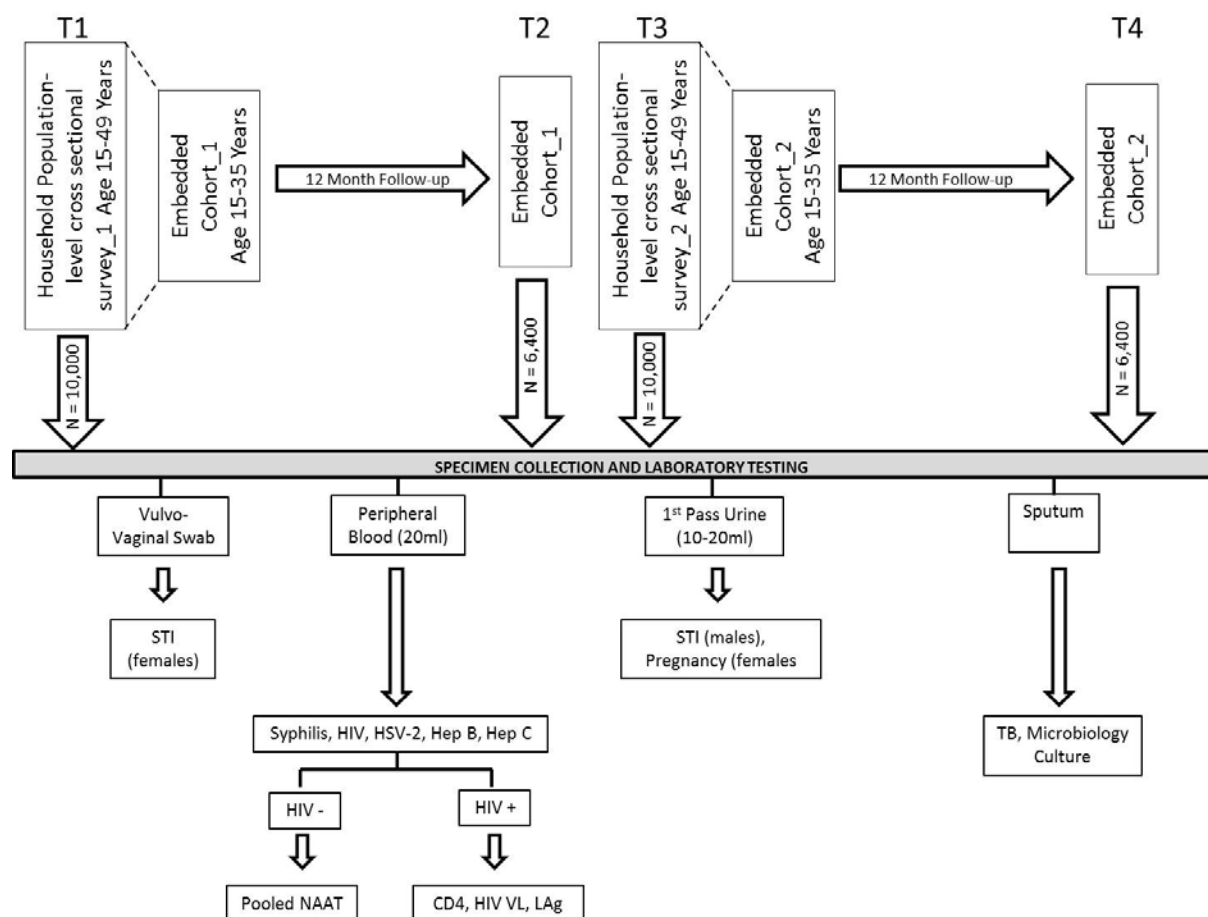 T1
T2
T3
T4
Household Population-
level cross sectional
survey_1 Age 15-49 Years
Embedded
Cohort_1
Age 15-35 Years
12 Month Follow-up
Embedded
Cohort_1
Household Population-
level cross sectional
survey_2 Age 15-49 Years
Embedded
Cohort_2
Age 15-35 Years
12 Month Follow-up
Embedded
Cohort_2
N = 10,000
N = 6,400
N = 10,000
N = 6,400
SPECIMEN COLLECTION AND LABORATORY TESTING
Vulvo-
Vaginal Swab
Peripheral
Blood (20ml)
1st Pass Urine
(10-20ml)
Sputum
STI
(females)
STI (males),
Pregnancy (females
Syphilis, HIV, HSV-2, Hep B, Hep C
TB, Microbiology
Culture
HIV -
HIV +
Pooled NAAT
CD4, HIV VL, LAg